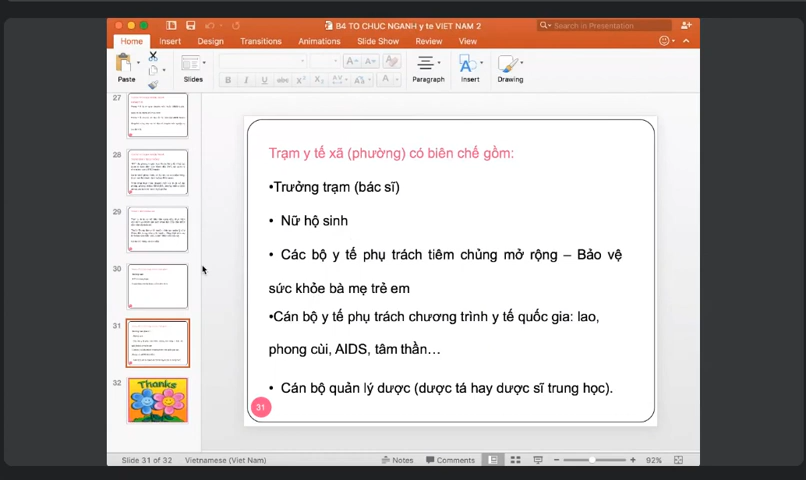 B4 TO CHUC NGANH y te VIET NAM 2
Search in Presentation
Home Insert Design Transitions Animations Slide Show Review View
Paste Slides Paragraph Insert Drawing
B I U abc X² X₂ AV Aa A
27
28
29
30
31
32
Thanks
Trạm y tế xã (phường) có biên chế gồm:
•Trưởng trạm (bác sĩ)
• Nữ hộ sinh
• Các bộ y tế phụ trách tiêm chủng mở rộng – Bảo vệ
sức khỏe bà mẹ trẻ em
•Cán bộ y tế phụ trách chương trình y tế quốc gia: lao,
phong cùi, AIDS, tâm thần…
• Cán bộ quản lý dược (dược tá hay dược sĩ trung học).
31
Slide 31 of 32 Vietnamese (Viet Nam) Notes Comments 92%